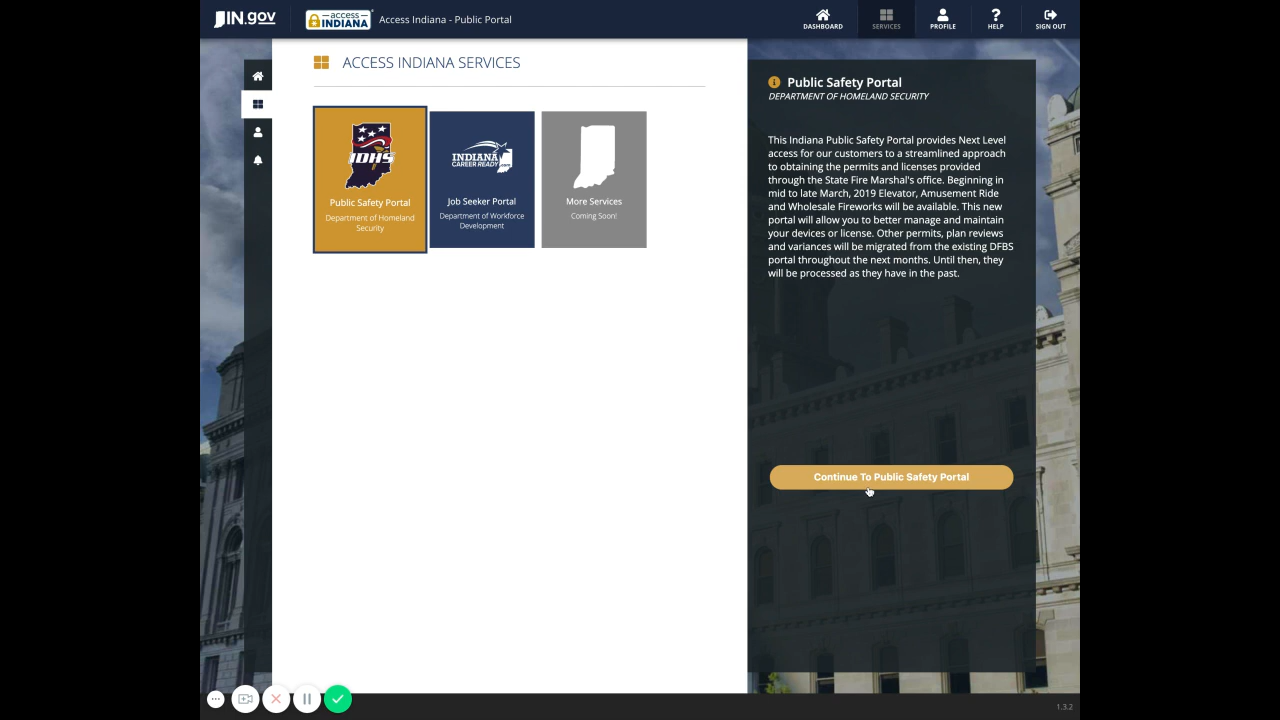 IN.gov
access
INDIANA
Access Indiana - Public Portal
DASHBOARD
SERVICES
PROFILE
HELP
SIGN OUT
ACCESS INDIANA SERVICES
IDHS
Public Safety Portal
Department of Homeland
Security
INDIANA
CAREER READY
Job Seeker Portal
Department of Workforce
Development
More Services
Coming Soon!
Public Safety Portal
DEPARTMENT OF HOMELAND SECURITY
This Indiana Public Safety Portal provides Next Level
access for our customers to a streamlined approach
to obtaining the permits and licenses provided
through the State Fire Marshal's office. Beginning in
mid to late March, 2019 Elevator, Amusement Ride
and Wholesale Fireworks will be available. This new
portal will allow you to better manage and maintain
your devices or license. Other permits, plan reviews
and variances will be migrated from the existing DFBS
portal throughout the next months. Until then, they
will be processed as they have in the past.
Continue To Public Safety Portal
1.3.2